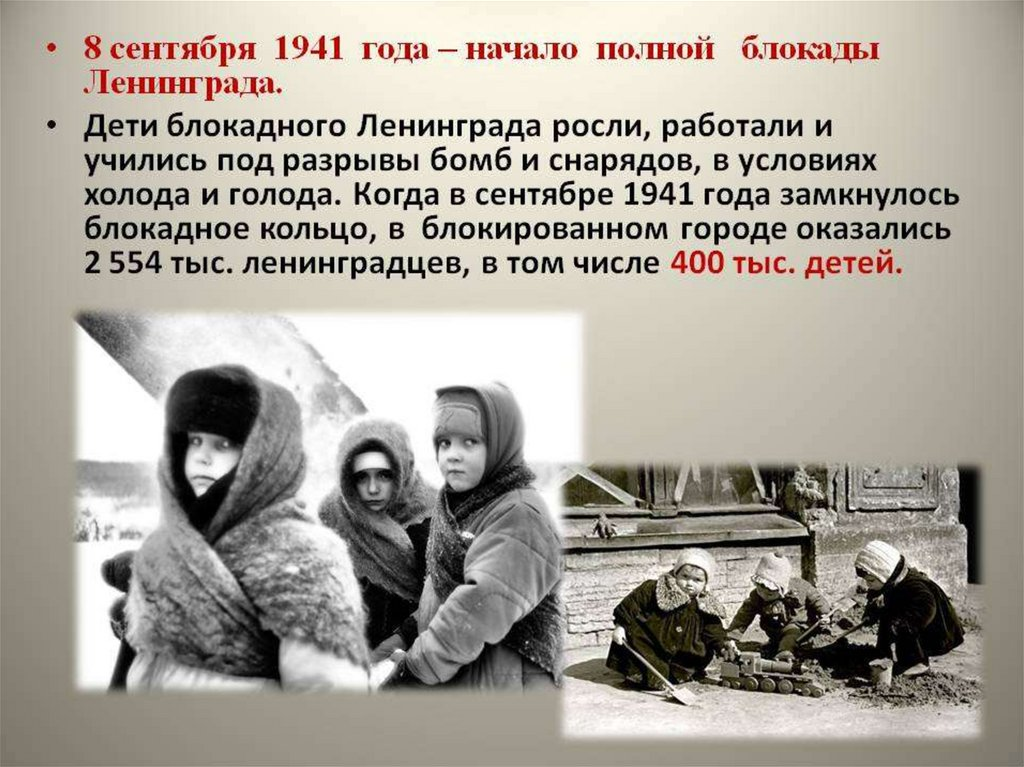 • 8 сентября 1941 года – начало полной блокады
Ленинграда.
• Дети блокадного Ленинграда росли, работали и
учились под разрывы бомб и снарядов, в условиях
холода и голода. Когда в сентябре 1941 года замкнулось
блокадное кольцо, в блокированном городе оказались
2 554 тыс. ленинградцев, в том числе 400 тыс. детей.